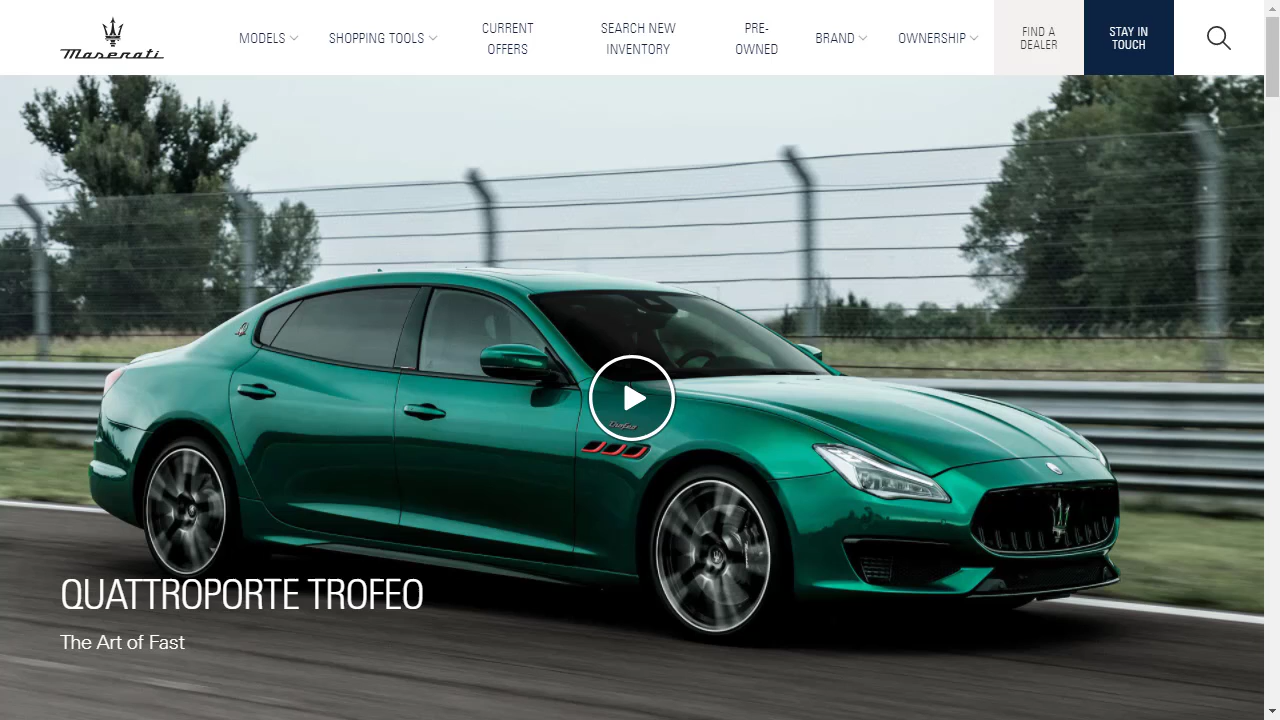 Maserati
MODELS
SHOPPING TOOLS
CURRENT
OFFERS
SEARCH NEW
INVENTORY
PRE-
OWNED
BRAND
OWNERSHIP
FIND A
DEALER
STAY IN
TOUCH
Trofeo
QUATTROPORTE TROFEO
The Art of Fast